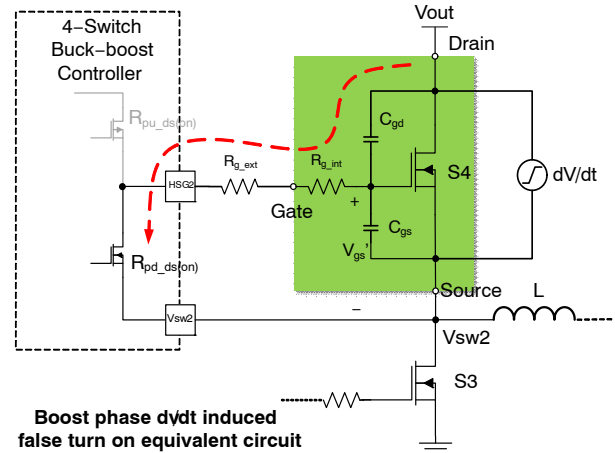 4-Switch
Buck-boost
Controller
Vout
Drain
Rpu_ds(on)
Cgd
HSG2
Rg_ext
Rg_int
S4
dV/dt
Gate
+
Cgs
Vgs'
Rpd_ds(on)
Source
L
Vsw2
–
Vsw2
S3
Boost phase dv/dt induced
false turn on equivalent circuit